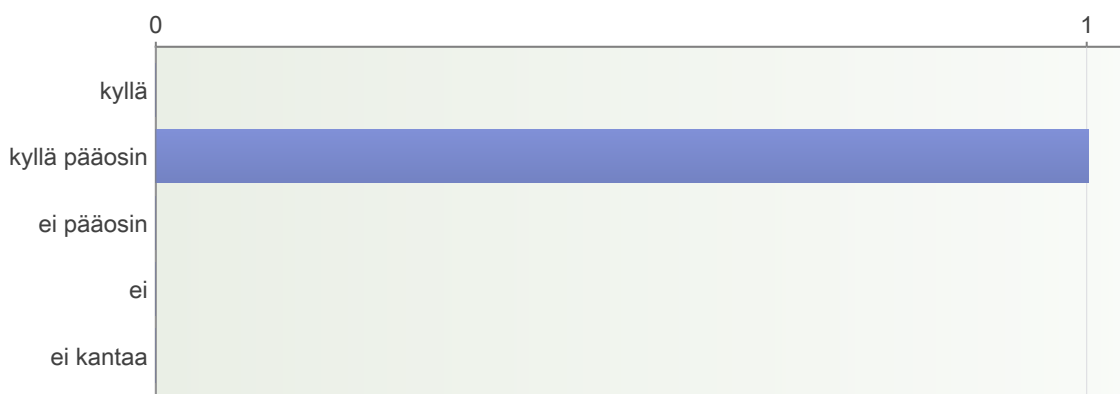 0 1
kyllä
kyllä pääosin
ei pääosin
ei
ei kantaa